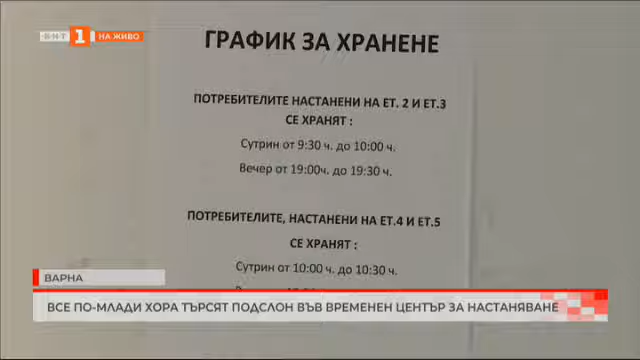 БНТ 1 НА ЖИВО
ГРАФИК ЗА ХРАНЕНЕ
ПОТРЕБИТЕЛИТЕ НАСТАНЕНИ НА ЕТ. 2 И ЕТ.3
СЕ ХРАНЯТ :
Сутрин от 9:30 ч. до 10:00 ч.
Вечер от 19:00ч. до 19:30 ч.
ПОТРЕБИТЕЛИТЕ, НАСТАНЕНИ НА ЕТ.4 И ЕТ.5
СЕ ХРАНЯТ :
Сутрин от 10:00 ч. до 10:30 ч.
ВАРНА
ВСЕ ПО-МЛАДИ ХОРА ТЪРСЯТ ПОДСЛОН ВЪВ ВРЕМЕНЕН ЦЕНТЪР ЗА НАСТАНЯВАНЕ